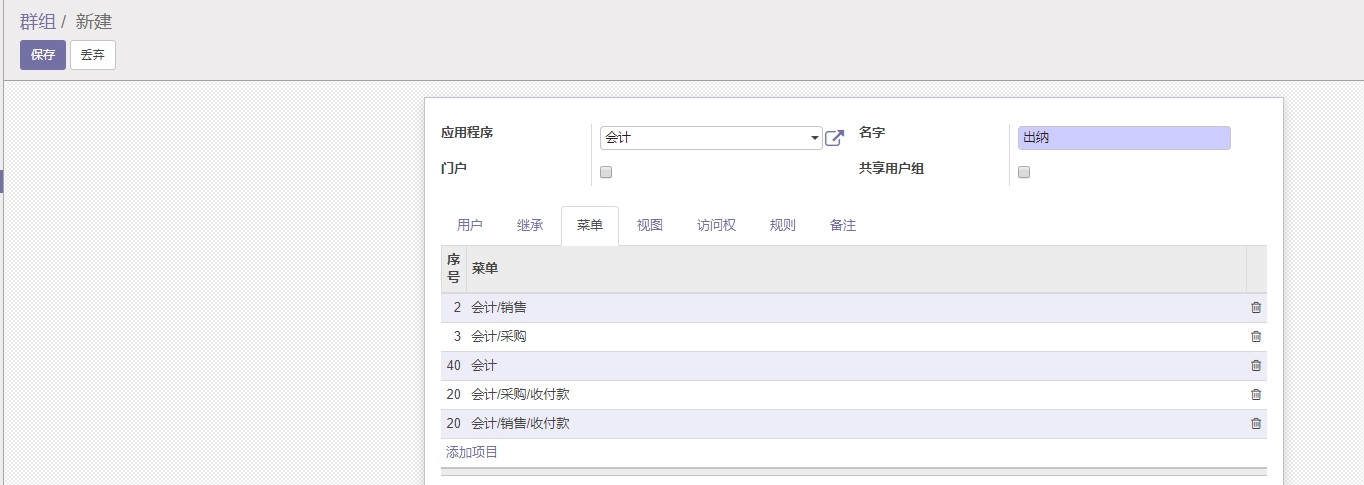 群组 / 新建
保存 丢弃
应用程序 会计 名字 出纳
门户 共享用户组
用户 继承 菜单 视图 访问权 规则 备注
序号 菜单
2 会计/销售
3 会计/采购
40 会计
20 会计/采购/收付款
20 会计/销售/收付款
添加项目